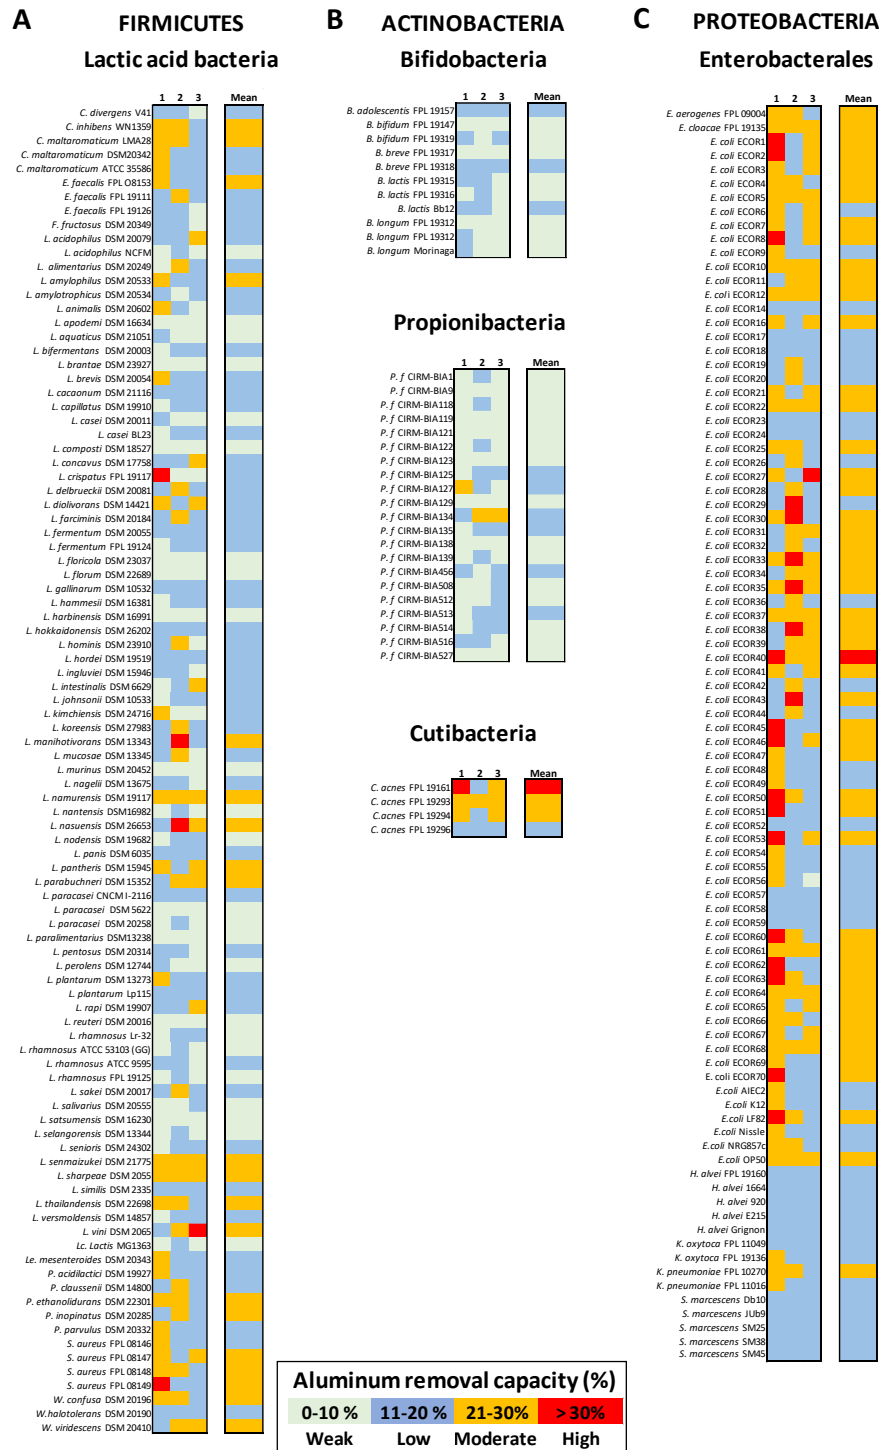 A
FIRMICUTES
Lactic acid bacteria
1 2 3 Mean
C. divergens V41
C. inhibens WN1359
C. maltaromaticum LMA28
C. maltaromaticum DSM20342
C. maltaromaticum ATCC 35586
E. faecalis FPL O8153
E. faecalis FPL 19111
E. faecalis FPL 19126
F. fructosus DSM 20349
L. acidophilus DSM 20079
L. acidophilus NCFM
L. alimentarius DSM 20249
L. amylophilus DSM 20533
L. amylotrophicus DSM 20534
L. animalis DSM 20602
L. apodemi DSM 16634
L. aquaticus DSM 21051
L. bifermentans DSM 20003
L. brantae DSM 23927
L. brevis DSM 20054
L. cacaonum DSM 21116
L. capillatus DSM 19910
L. casei DSM 20011
L. casei BL23
L. composti DSM 18527
L. concavus DSM 17758
L. crispatus FPL 19117
L. delbrueckii DSM 20081
L. diolivorans DSM 14421
L. farciminis DSM 20184
L. fermentum DSM 20055
L. fermentum FPL 19124
L. floricola DSM 23037
L. florum DSM 22689
L. gallinarum DSM 10532
L. hammesii DSM 16381
L. harbinensis DSM 16991
L. hokkaidonensis DSM 26202
L. hominis DSM 23910
L. hordei DSM 19519
L. ingluviei DSM 15946
L. intestinalis DSM 6629
L. johnsonii DSM 10533
L. kimchiensis DSM 24716
L. koreensis DSM 27983
L. manihotivorans DSM 13343
L. mucosae DSM 13345
L. murinus DSM 20452
L. nagelii DSM 13675
L. namurensis DSM 19117
L. nantensis DSM16982
L. nasuensis DSM 26653
L. nodensis DSM 19682
L. panis DSM 6035
L. pantheris DSM 15945
L. parabuchneri DSM 15352
L. paracasei CNCM I-2116
L. paracasei DSM 5622
L. paracasei DSM 20258
L. paralimentarius DSM13238
L. pentosus DSM 20314
L. perolens DSM 12744
L. plantarum DSM 13273
L. plantarum Lp115
L. rapi DSM 19907
L. reuteri DSM 20016
L. rhamnosus Lr-32
L. rhamnosus ATCC 53103 (GG)
L. rhamnosus ATCC 9595
L. rhamnosus FPL 19125
L. sakei DSM 20017
L. salivarius DSM 20555
L. satsumensis DSM 16230
L. selangorensis DSM 13344
L. senioris DSM 24302
L. senmaizukei DSM 21775
L. sharpeae DSM 2055
L. similis DSM 2335
L. thailandensis DSM 22698
L. versmoldensis DSM 14857
L. vini DSM 2065
Lc. Lactis MG1363
Le. mesenteroides DSM 20343
P. acidilactici DSM 19927
P. claussenii DSM 14800
P. ethanolidurans DSM 22301
P. inopinatus DSM 20285
P. parvulus DSM 20332
S. aureus FPL 08146
S. aureus FPL 08147
S. aureus FPL 08148
S. aureus FPL 08149
W. confusa DSM 20196
W.halotolerans DSM 20190
W. viridescens DSM 20410
B
ACTINOBACTERIA
Bifidobacteria
1 2 3 Mean
B. adolescentis FPL 19157
B. bifidum FPL 19147
B. bifidum FPL 19319
B. breve FPL 19317
B. breve FPL 19318
B. lactis FPL 19315
B. lactis FPL 19316
B. lactis Bb12
B. longum FPL 19312
B. longum FPL 19312
B. longum Morinaga
Propionibacteria
1 2 3 Mean
P. f CIRM-BIA1
P. f CIRM-BIA9
P. f CIRM-BIA118
P. f CIRM-BIA119
P. f CIRM-BIA121
P. f CIRM-BIA122
P. f CIRM-BIA123
P. f CIRM-BIA125
P. f CIRM-BIA127
P. f CIRM-BIA129
P. f CIRM-BIA134
P. f CIRM-BIA135
P. f CIRM-BIA138
P. f CIRM-BIA139
P. f CIRM-BIA456
P. f CIRM-BIA508
P. f CIRM-BIA512
P. f CIRM-BIA513
P. f CIRM-BIA514
P. f CIRM-BIA516
P. f CIRM-BIA527
Cutibacteria
1 2 3 Mean
C. acnes FPL 19161
C. acnes FPL 19293
C. acnes FPL 19294
C. acnes FPL 19296
C
PROTEOBACTERIA
Enterobacterales
1 2 3 Mean
E. aerogenes FPL 09004
E. cloacae FPL 19135
E. coli ECOR1
E. coli ECOR2
E. coli ECOR3
E. coli ECOR4
E. coli ECOR5
E. coli ECOR6
E. coli ECOR7
E. coli ECOR8
E. coli ECOR9
E. coli ECOR10
E. coli ECOR11
E. coli ECOR12
E. coli ECOR14
E. coli ECOR16
E. coli ECOR17
E. coli ECOR18
E. coli ECOR19
E. coli ECOR20
E. coli ECOR21
E. coli ECOR22
E. coli ECOR23
E. coli ECOR24
E. coli ECOR25
E. coli ECOR26
E. coli ECOR27
E. coli ECOR28
E. coli ECOR29
E. coli ECOR30
E. coli ECOR31
E. coli ECOR32
E. coli ECOR33
E. coli ECOR34
E. coli ECOR35
E. coli ECOR36
E. coli ECOR37
E. coli ECOR38
E. coli ECOR39
E. coli ECOR40
E. coli ECOR41
E. coli ECOR42
E. coli ECOR43
E. coli ECOR44
E. coli ECOR45
E. coli ECOR46
E. coli ECOR47
E. coli ECOR48
E. coli ECOR49
E. coli ECOR50
E. coli ECOR51
E. coli ECOR52
E. coli ECOR53
E. coli ECOR54
E. coli ECOR55
E. coli ECOR56
E. coli ECOR57
E. coli ECOR58
E. coli ECOR59
E. coli ECOR60
E. coli ECOR61
E. coli ECOR62
E. coli ECOR63
E. coli ECOR64
E. coli ECOR65
E. coli ECOR66
E. coli ECOR67
E. coli ECOR68
E. coli ECOR69
E. coli ECOR70
E.coli AIEC2
E.coli K12
E.coli LF82
E.coli Nissle
E.coli NRG857c
E.coli OP50
H. alvei FPL 19160
H. alvei 1664
H. alvei 920
H. alvei E215
H. alvei Grignon
K. oxytoca FPL 11049
K. oxytoca FPL 19136
K. pneumoniae FPL 10270
K. pneumoniae FPL 11016
S. marcescens Db10
S. marcescens JUb9
S. marcescens SM25
S. marcescens SM38
S. marcescens SM45
Aluminum removal capacity (%)
0-10 % 11-20 % 21-30% > 30%
Weak Low Moderate High